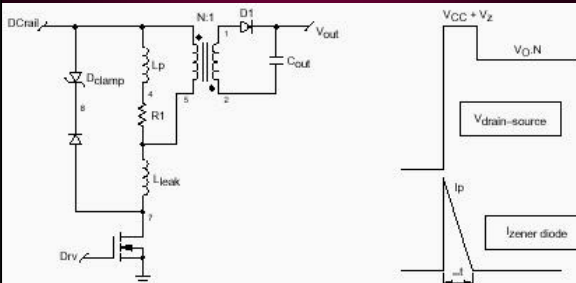 DCrail
N:1
D1
1
Vout
Dclamp
Lp
4
5
2
Cout
8
R1
Lleak
7
Drv
VCC + Vz
VO.N
Vdrain–source
Ip
Izener diode